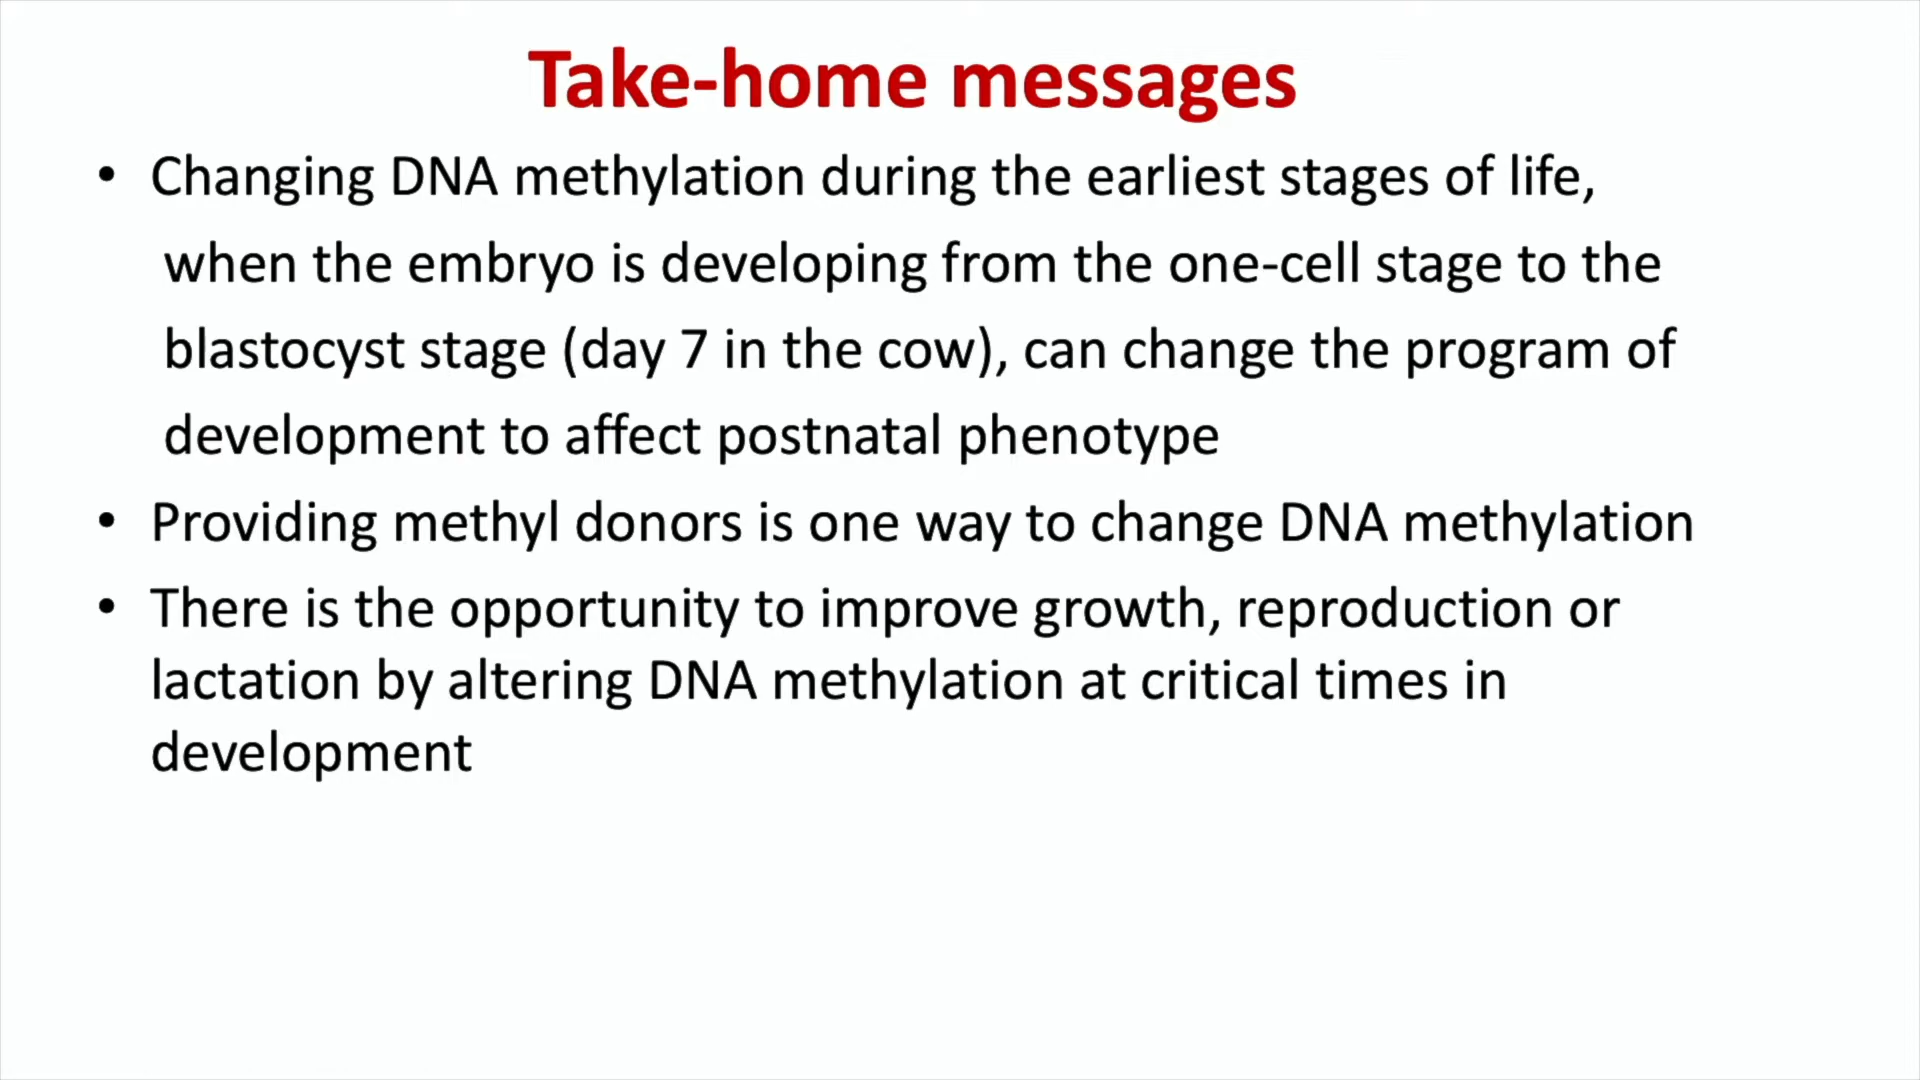 Take-home messages
• Changing DNA methylation during the earliest stages of life,
when the embryo is developing from the one-cell stage to the
blastocyst stage (day 7 in the cow), can change the program of
development to affect postnatal phenotype
• Providing methyl donors is one way to change DNA methylation
• There is the opportunity to improve growth, reproduction or
lactation by altering DNA methylation at critical times in
development